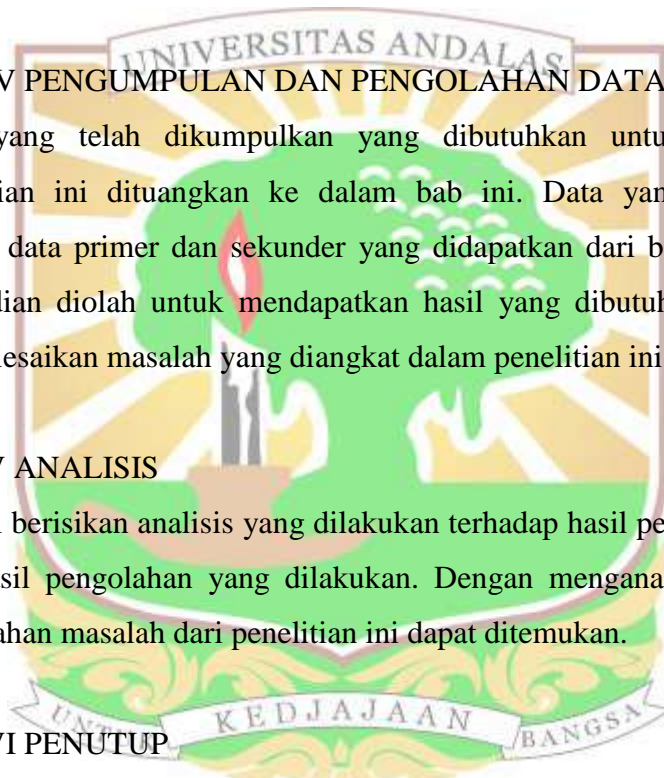 UNIVERSITAS ANDALAS
V PENGUMPULAN DAN PENGOLAHAN DATA
yang telah dikumpulkan yang dibutuhkan untu
ian ini dituangkan ke dalam bab ini. Data yan
data primer dan sekunder yang didapatkan dari b
dian diolah untuk mendapatkan hasil yang dibutuh
lesaikan masalah yang diangkat dalam penelitian ini
ANALISIS
berisikan analisis yang dilakukan terhadap hasil pe
sil pengolahan yang dilakukan. Dengan mengana
ahan masalah dari penelitian ini dapat ditemukan.
UNTUK KEDJAJAAN BANGSA
VI PENUTUP